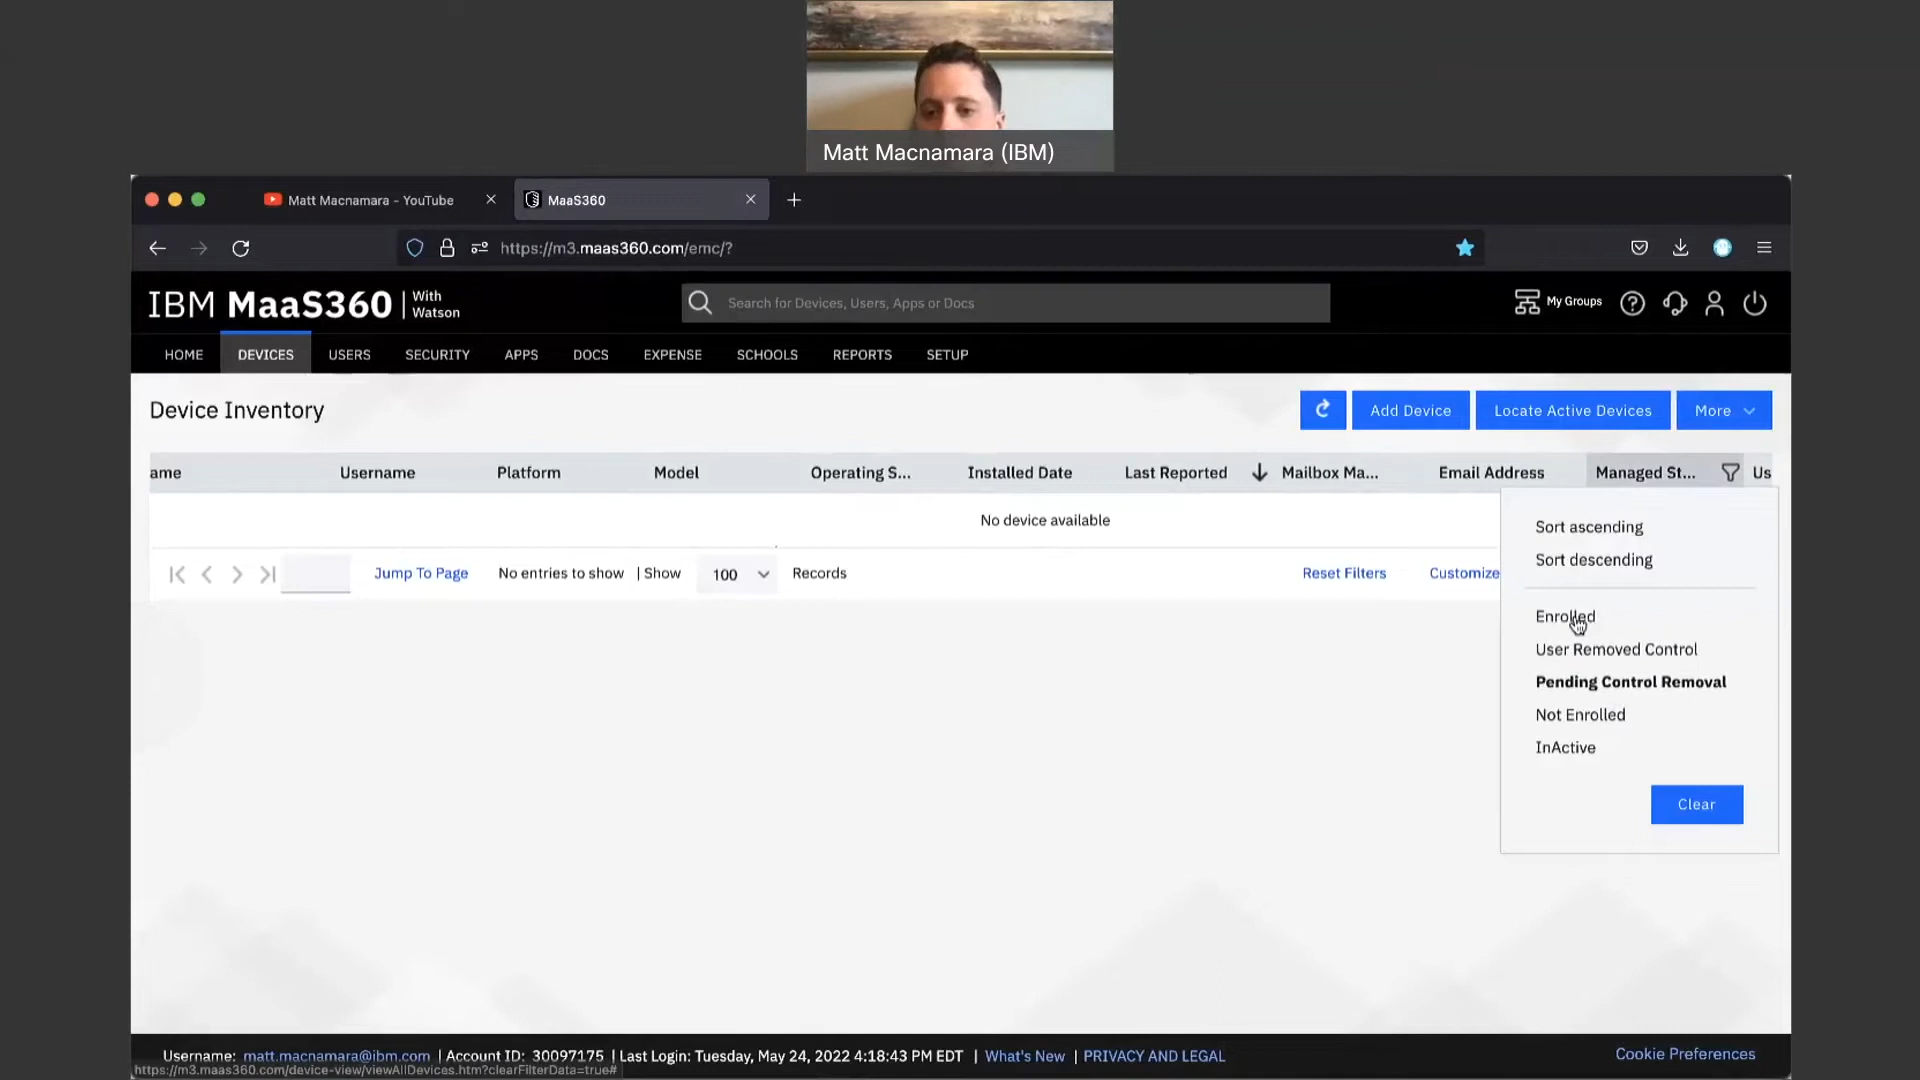 Matt Macnamara (IBM)
Matt Macnamara - YouTube
MaaS360
https://m3.maas360.com/emc/?
IBM MaaS360 | With Watson
Search for Devices, Users, Apps or Docs
My Groups
HOME DEVICES USERS SECURITY APPS DOCS EXPENSE SCHOOLS REPORTS SETUP
Device Inventory
Add Device
Locate Active Devices
More
ame Username Platform Model Operating S... Installed Date Last Reported Mailbox Ma... Email Address Managed St... Us
No device available
Jump To Page No entries to show | Show 100 Records
Reset Filters Customize
Sort ascending
Sort descending
Enrolled
User Removed Control
Pending Control Removal
Not Enrolled
InActive
Clear
Username: matt.macnamara@ibm.com | Account ID: 30097175 | Last Login: Tuesday, May 24, 2022 4:18:43 PM EDT | What's New | PRIVACY AND LEGAL
Cookie Preferences
https://m3.maas360.com/device-view/viewAllDevices.htm?clearFilterData=true#